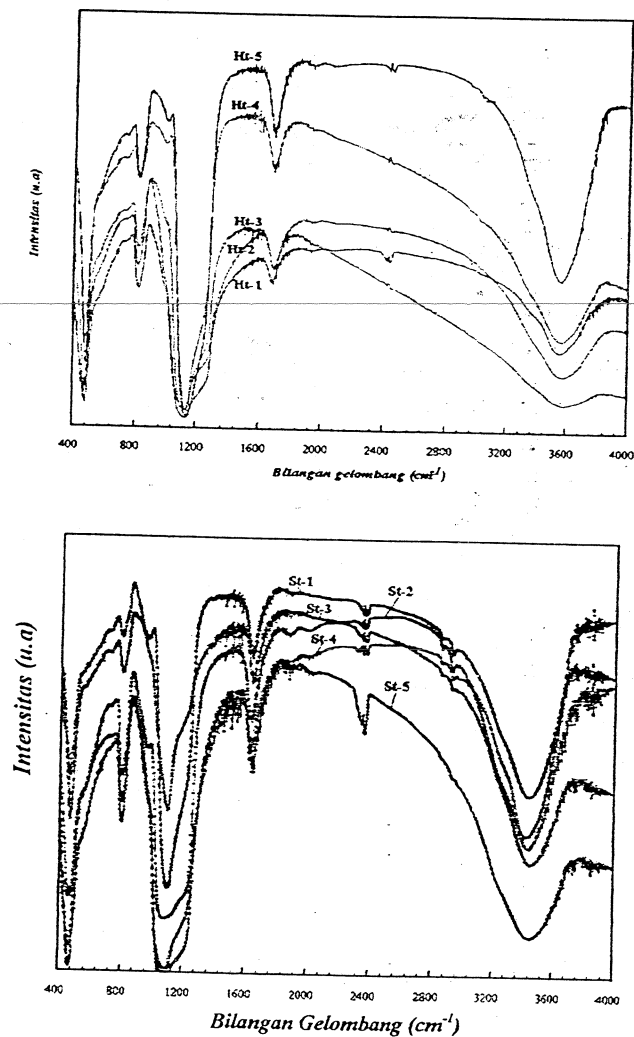 Ht-5
Ht-4
Ht-3
Ht-2
Ht-1
Intensitas (u.a)
400 800 1200 1600 2000 2400 2800 3200 3600 4000
Bilangan gelombang (cm-1)
St-1
St-2
St-3
St-4
St-5
Intensitas (u.a)
400 800 1200 1600 2000 2400 2800 3200 3600 4000
Bilangan Gelombang (cm-1)